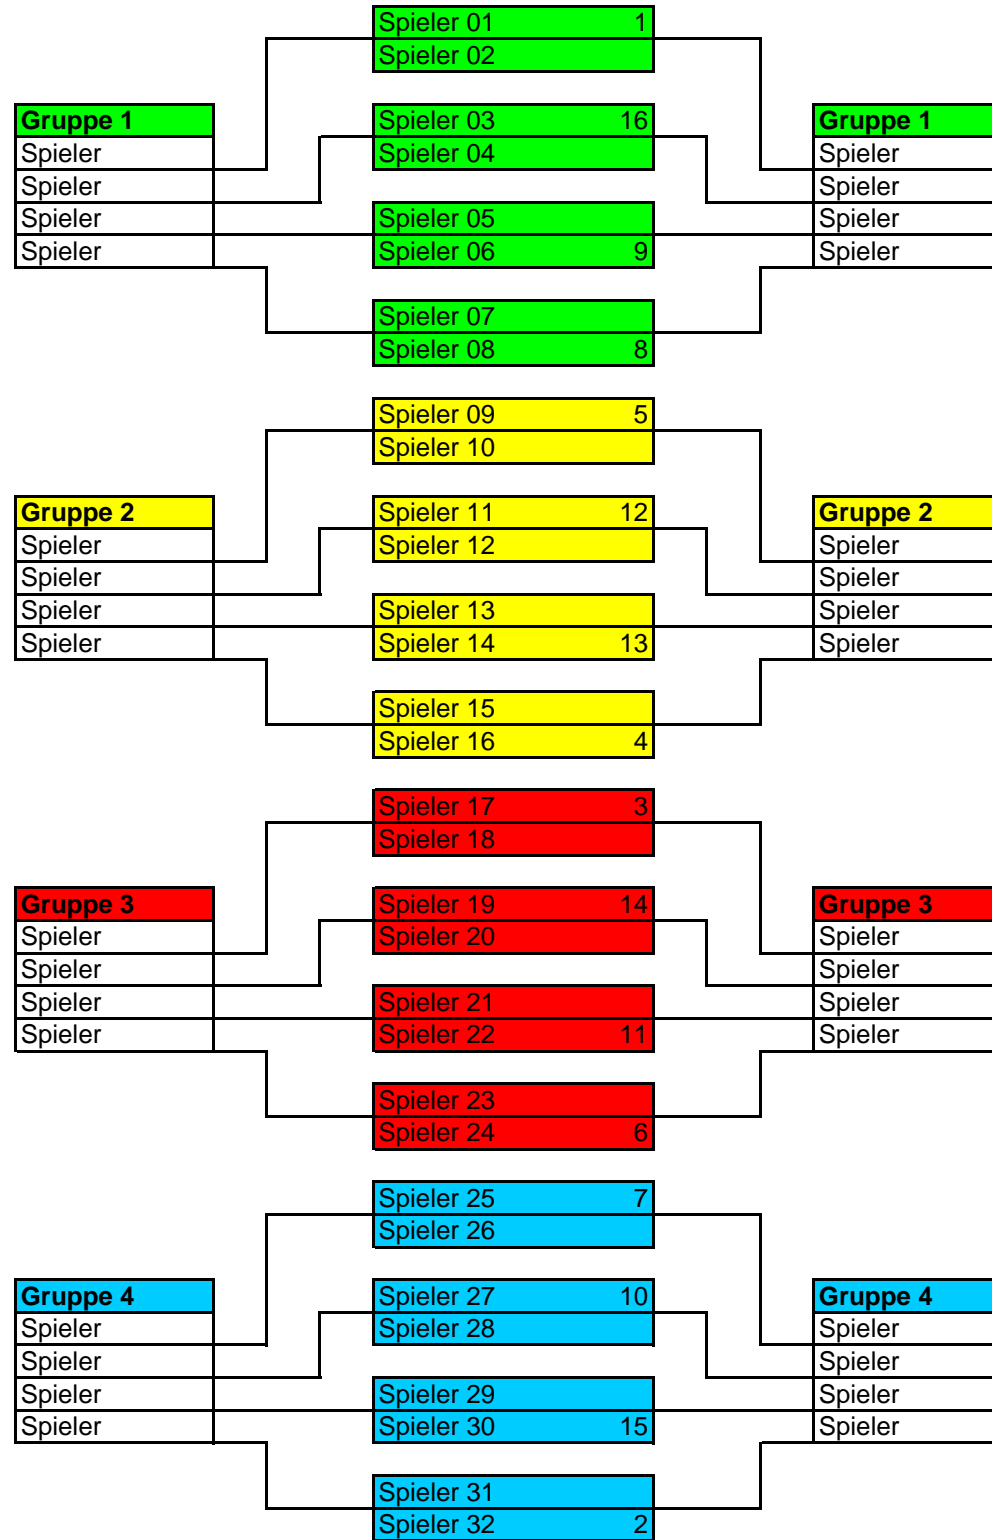 Spieler 01 1
Spieler 02
Gruppe 1 Spieler 03 16 Gruppe 1
Spieler Spieler 04 Spieler
Spieler Spieler
Spieler Spieler 05 Spieler
Spieler Spieler 06 9 Spieler
Spieler 07
Spieler 08 8
Spieler 09 5
Spieler 10
Gruppe 2 Spieler 11 12 Gruppe 2
Spieler Spieler 12 Spieler
Spieler Spieler
Spieler Spieler 13 Spieler
Spieler Spieler 14 13 Spieler
Spieler 15
Spieler 16 4
Spieler 17 3
Spieler 18
Gruppe 3 Spieler 19 14 Gruppe 3
Spieler Spieler 20 Spieler
Spieler Spieler
Spieler Spieler 21 Spieler
Spieler Spieler 22 11 Spieler
Spieler 23
Spieler 24 6
Spieler 25 7
Spieler 26
Gruppe 4 Spieler 27 10 Gruppe 4
Spieler Spieler 28 Spieler
Spieler Spieler
Spieler Spieler 29 Spieler
Spieler Spieler 30 15 Spieler
Spieler 31
Spieler 32 2